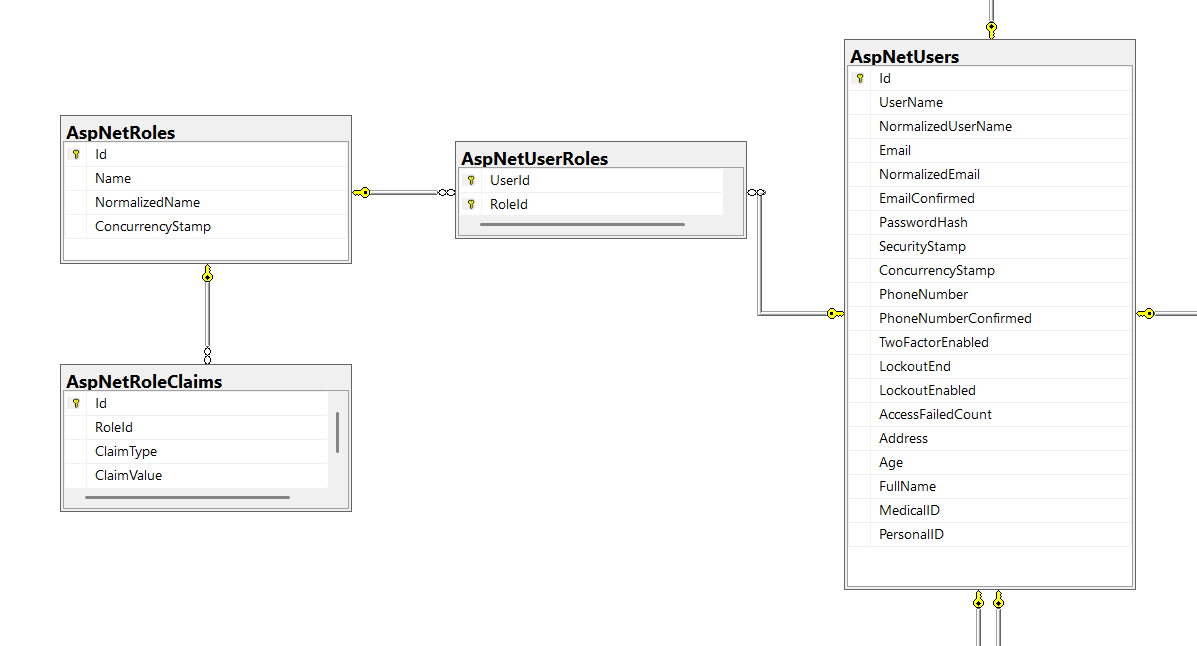 AspNetRoles
Id
Name
NormalizedName
ConcurrencyStamp
AspNetRoleClaims
Id
RoleId
ClaimType
ClaimValue
AspNetUserRoles
UserId
RoleId
AspNetUsers
Id
UserName
NormalizedUserName
Email
NormalizedEmail
EmailConfirmed
PasswordHash
SecurityStamp
ConcurrencyStamp
PhoneNumber
PhoneNumberConfirmed
TwoFactorEnabled
LockoutEnd
LockoutEnabled
AccessFailedCount
Address
Age
FullName
MedicalID
PersonalID